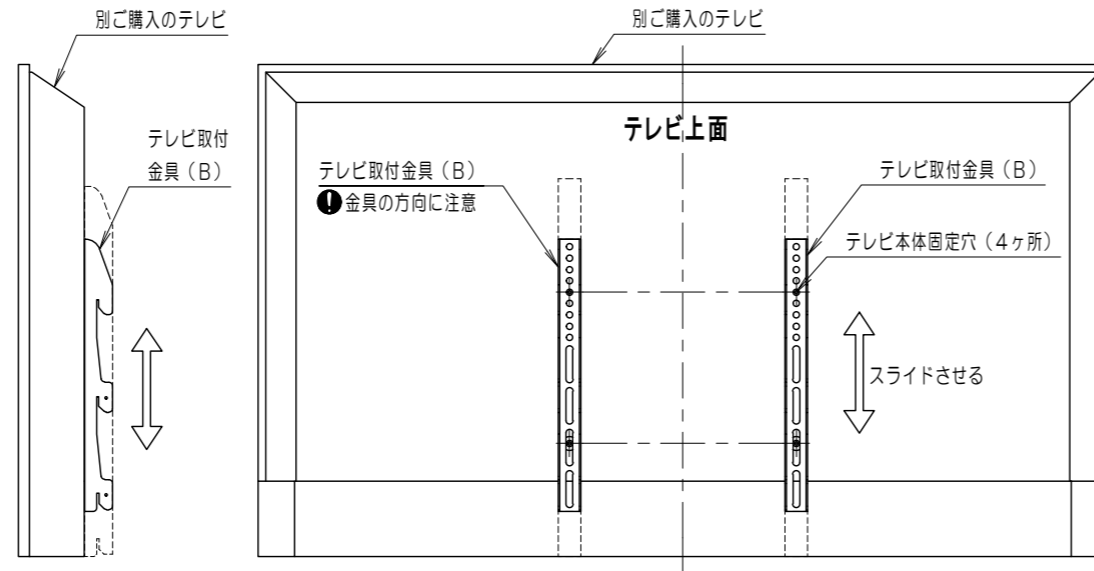 別ご購入のテレビ
テレビ取付
金具（B）
別ご購入のテレビ
テレビ上面
テレビ取付金具（B）
!金具の方向に注意
テレビ取付金具（B）
テレビ本体固定穴（4ヶ所）
スライドさせる